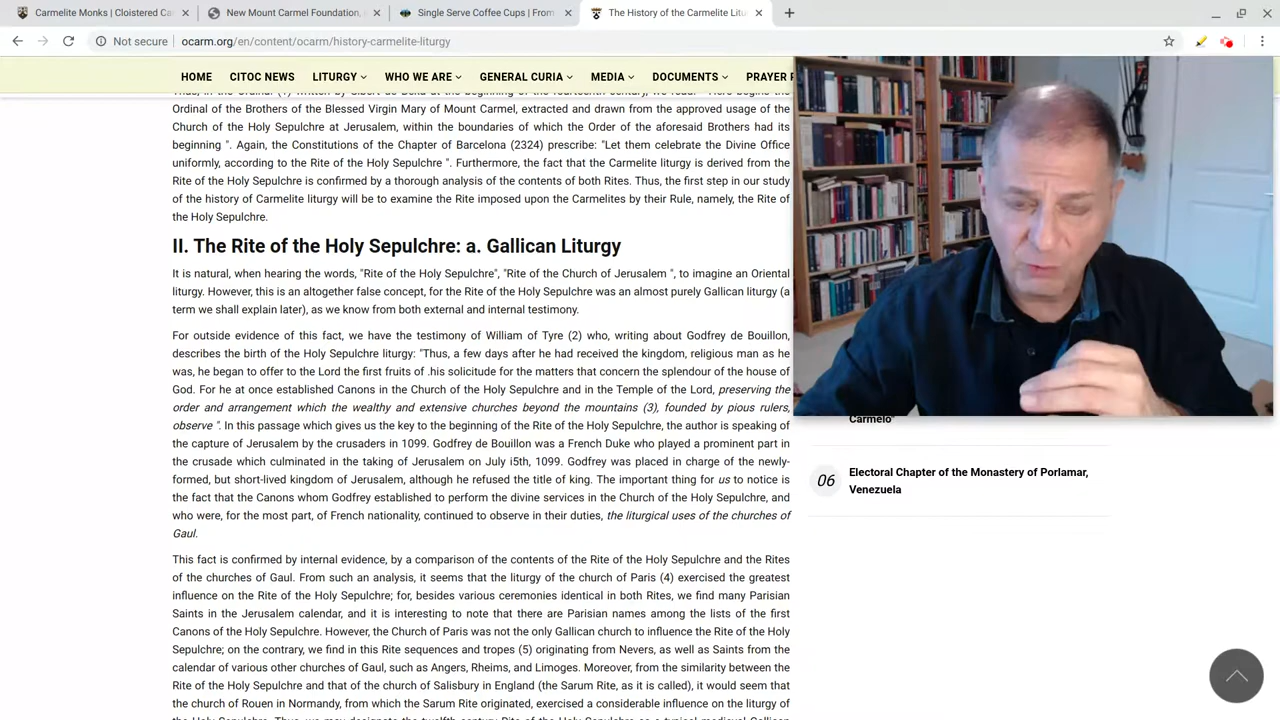 Carmelite Monks | Cloistered Ca
New Mount Carmel Foundation,
Single Serve Coffee Cups | From
The History of the Carmelite Litu
Not secure
ocarm.org/en/content/ocarm/history-carmelite-liturgy
HOME
CITOC NEWS
LITURGY
WHO WE ARE
GENERAL CURIA
MEDIA
DOCUMENTS
PRAYER
Ordinal of the Brothers of the Blessed Virgin Mary of Mount Carmel, extracted and drawn from the approved usage of the
Church of the Holy Sepulchre at Jerusalem, within the boundaries of which the Order of the aforesaid Brothers had its
beginning ". Again, the Constitutions of the Chapter of Barcelona (2324) prescribe: "Let them celebrate the Divine Office
uniformly, according to the Rite of the Holy Sepulchre ". Furthermore, the fact that the Carmelite liturgy is derived from the
Rite of the Holy Sepulchre is confirmed by a thorough analysis of the contents of both Rites. Thus, the first step in our study
of the history of Carmelite liturgy will be to examine the Rite imposed upon the Carmelites by their Rule, namely, the Rite of
the Holy Sepulchre.
II. The Rite of the Holy Sepulchre: a. Gallican Liturgy
It is natural, when hearing the words, "Rite of the Holy Sepulchre", "Rite of the Church of Jerusalem ", to imagine an Oriental
liturgy. However, this is an altogether false concept, for the Rite of the Holy Sepulchre was an almost purely Gallican liturgy (a
term we shall explain later), as we know from both external and internal testimony.
For outside evidence of this fact, we have the testimony of William of Tyre (2) who, writing about Godfrey de Bouillon,
describes the birth of the Holy Sepulchre liturgy: "Thus, a few days after he had received the kingdom, religious man as he
was, he began to offer to the Lord the first fruits of .his solicitude for the matters that concern the splendour of the house of
God. For he at once established Canons in the Church of the Holy Sepulchre and in the Temple of the Lord, preserving the
order and arrangement which the wealthy and extensive churches beyond the mountains (3), founded by pious rulers,
observe ". In this passage which gives us the key to the beginning of the Rite of the Holy Sepulchre, the author is speaking of
the capture of Jerusalem by the crusaders in 1099. Godfrey de Bouillon was a French Duke who played a prominent part in
the crusade which culminated in the taking of Jerusalem on July i5th, 1099. Godfrey was placed in charge of the newly-
formed, but short-lived kingdom of Jerusalem, although he refused the title of king. The important thing for us to notice is
the fact that the Canons whom Godfrey established to perform the divine services in the Church of the Holy Sepulchre, and
who were, for the most part, of French nationality, continued to observe in their duties, the liturgical uses of the churches of
Gaul.
This fact is confirmed by internal evidence, by a comparison of the contents of the Rite of the Holy Sepulchre and the Rites
of the churches of Gaul. From such an analysis, it seems that the liturgy of the church of Paris (4) exercised the greatest
influence on the Rite of the Holy Sepulchre; for, besides various ceremonies identical in both Rites, we find many Parisian
Saints in the Jerusalem calendar, and it is interesting to note that there are Parisian names among the lists of the first
Canons of the Holy Sepulchre. However, the Church of Paris was not the only Gallican church to influence the Rite of the Holy
Sepulchre; on the contrary, we find in this Rite sequences and tropes (5) originating from Nevers, as well as Saints from the
calendar of various other churches of Gaul, such as Angers, Rheims, and Limoges. Moreover, from the similarity between the
Rite of the Holy Sepulchre and that of the church of Salisbury in England (the Sarum Rite, as it is called), it would seem that
the church of Rouen in Normandy, from which the Sarum Rite originated, exercised a considerable influence on the liturgy of
Carmelo"
06
Electoral Chapter of the Monastery of Porlamar,
Venezuela